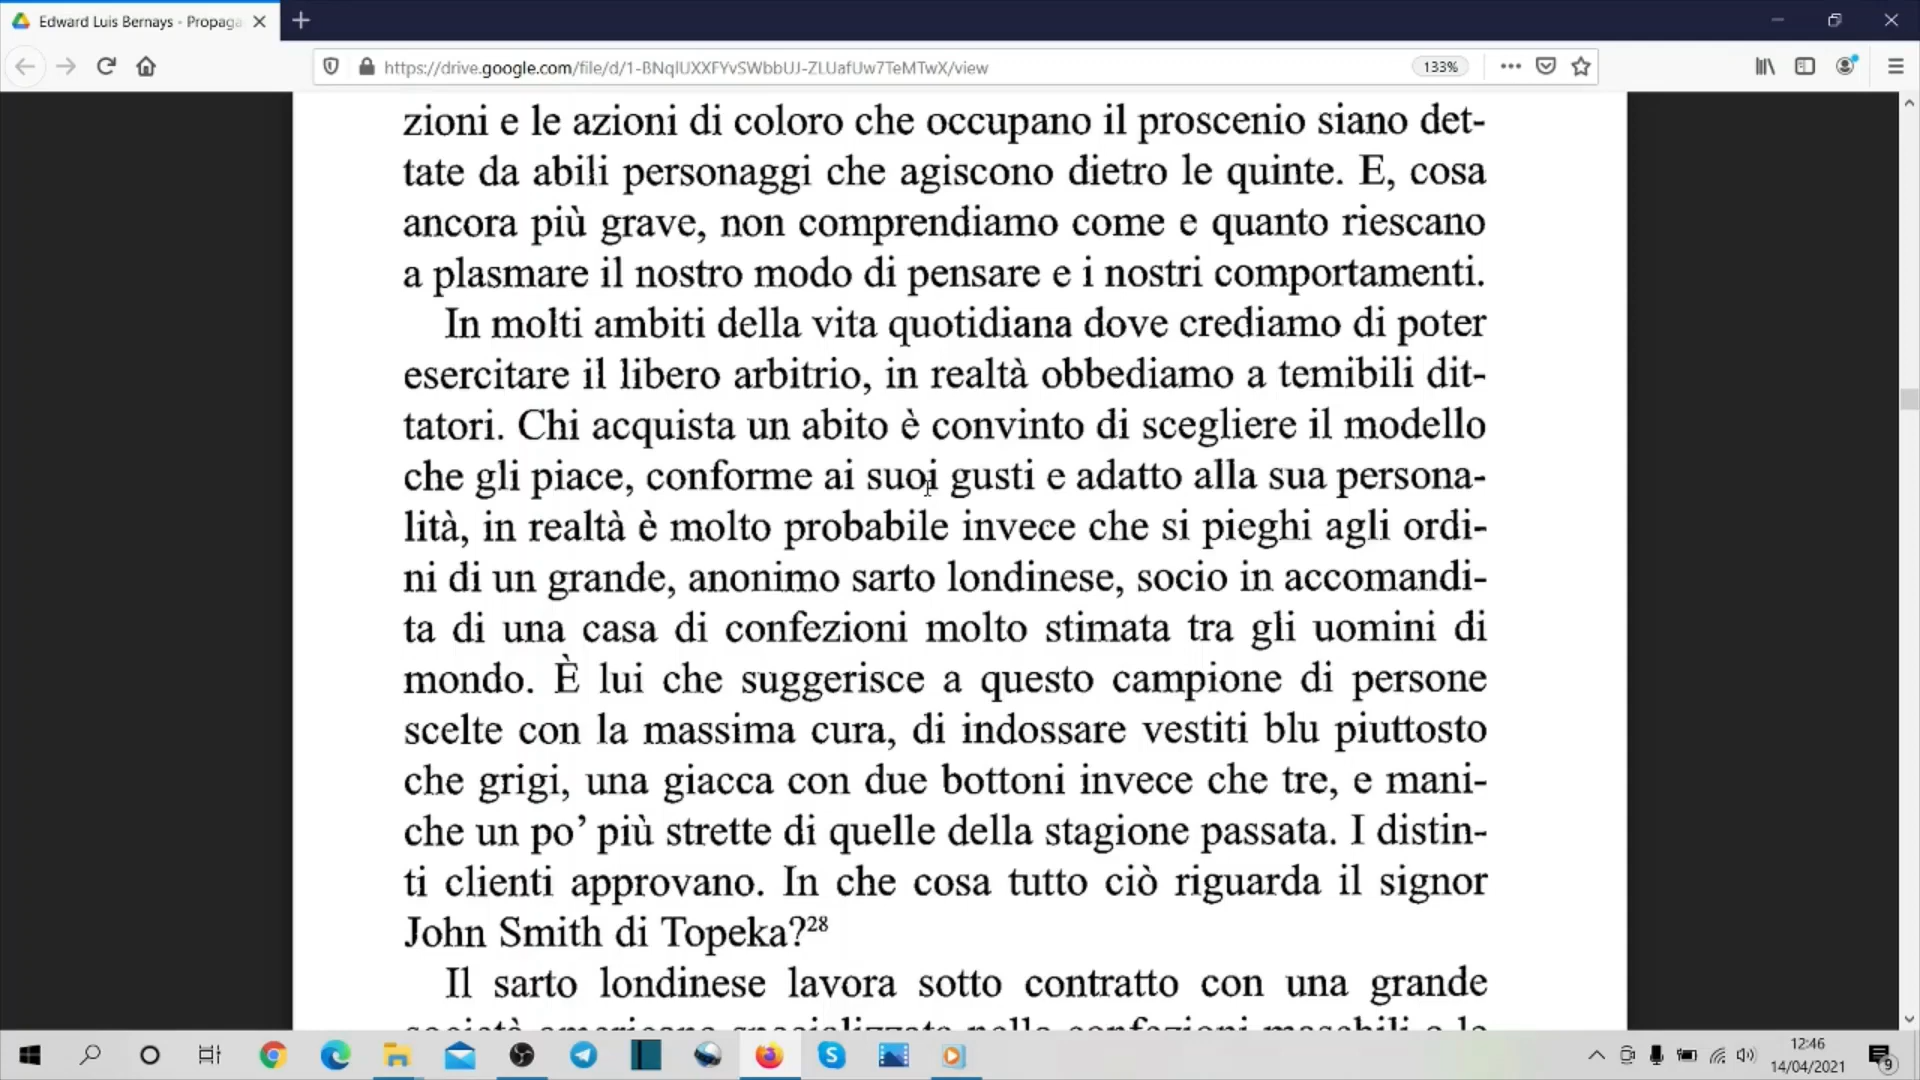 Edward Luis Bernays - Propaga
https://drive.google.com/file/d/1-BNqlUXXFYvSWbbUJ-ZLUafUw7TeMTwX/view
133%
zioni e le azioni di coloro che occupano il proscenio siano det-
tate da abili personaggi che agiscono dietro le quinte. E, cosa
ancora più grave, non comprendiamo come e quanto riescano
a plasmare il nostro modo di pensare e i nostri comportamenti.
In molti ambiti della vita quotidiana dove crediamo di poter
esercitare il libero arbitrio, in realtà obbediamo a temibili dit-
tatori. Chi acquista un abito è convinto di scegliere il modello
che gli piace, conforme ai suoi gusti e adatto alla sua persona-
lità, in realtà è molto probabile invece che si pieghi agli ordi-
ni di un grande, anonimo sarto londinese, socio in accomandi-
ta di una casa di confezioni molto stimata tra gli uomini di
mondo. È lui che suggerisce a questo campione di persone
scelte con la massima cura, di indossare vestiti blu piuttosto
che grigi, una giacca con due bottoni invece che tre, e mani-
che un po’ più strette di quelle della stagione passata. I distin-
ti clienti approvano. In che cosa tutto ciò riguarda il signor
John Smith di Topeka?28
Il sarto londinese lavora sotto contratto con una grande
società americana specializzata nelle confezioni maschili e le
12:46
14/04/2021
9